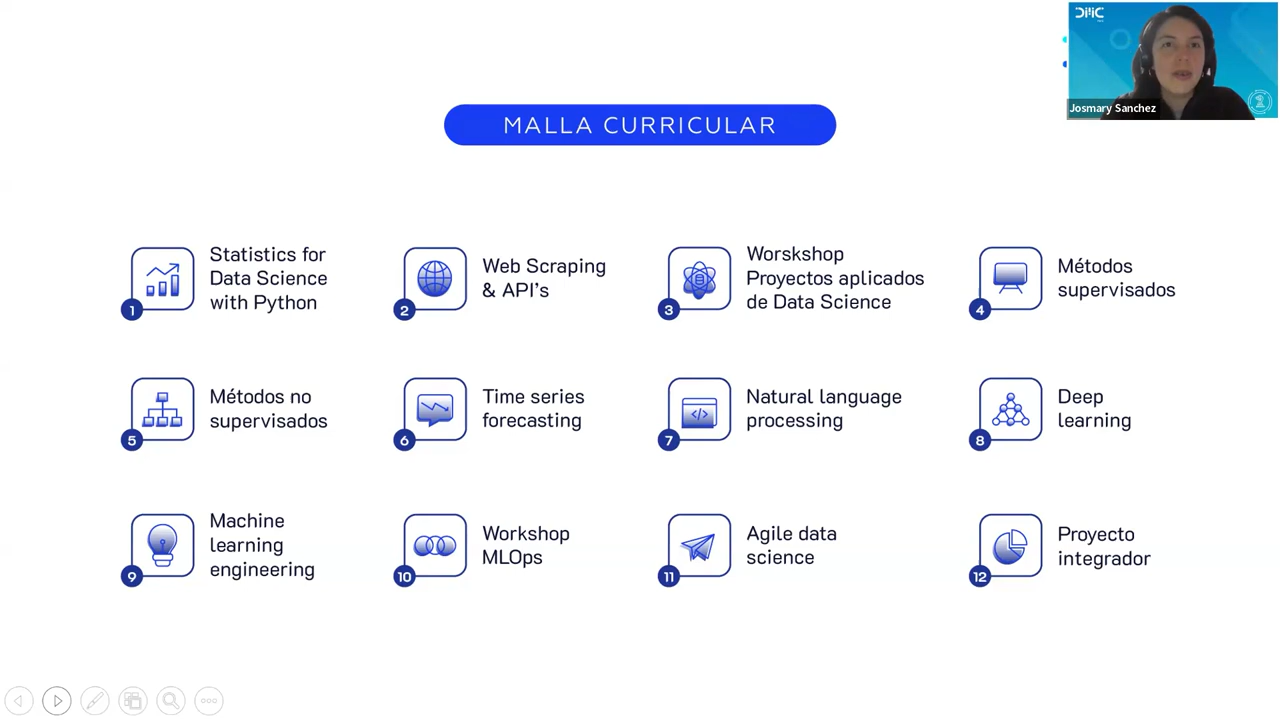 DMC
Josmary Sanchez
MALLA CURRICULAR
1
Statistics for
Data Science
with Python
2
Web Scraping
& API's
3
Worskshop
Proyectos aplicados
de Data Science
4
Métodos
supervisados
5
Métodos no
supervisados
6
Time series
forecasting
7
Natural language
processing
8
Deep
learning
9
Machine
learning
engineering
10
Workshop
MLOps
11
Agile data
science
12
Proyecto
integrador